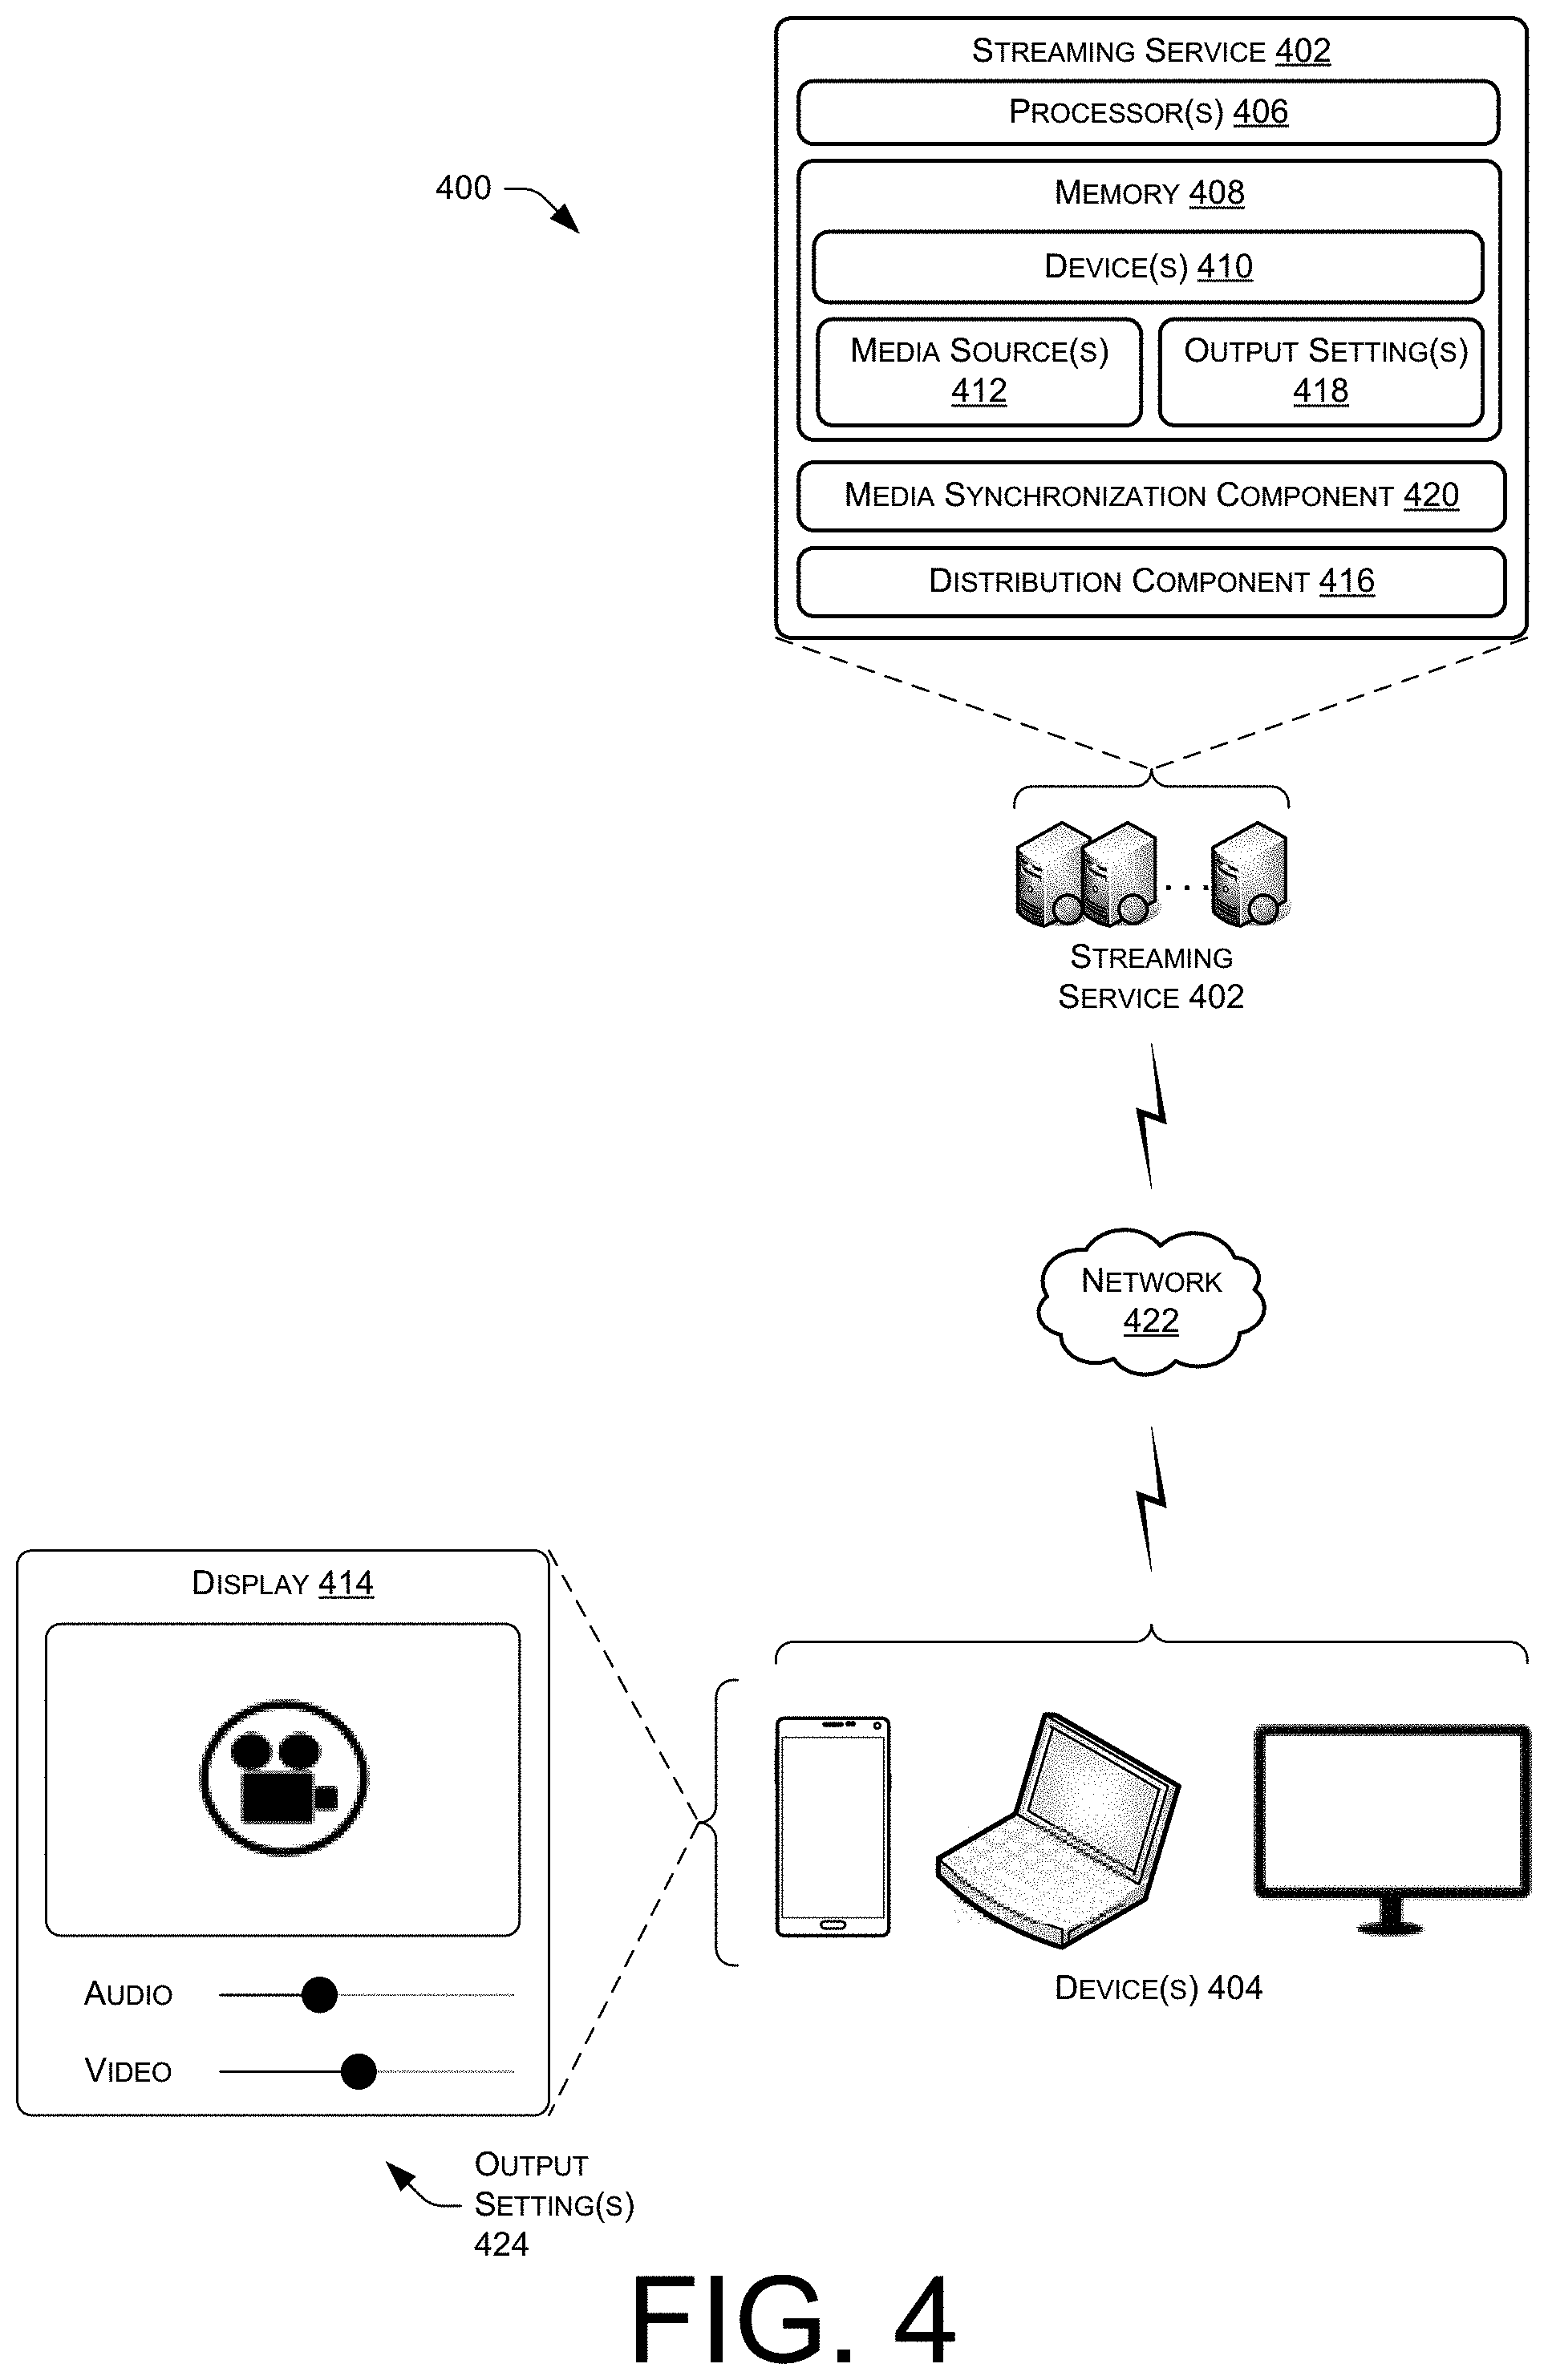 STREAMING SERVICE 402
PROCESSOR(S) 406
400
MEMORY 408
DEVICE(S) 410
MEDIA SOURCE(S)
412
OUTPUT SETTING(S)
418
MEDIA SYNCHRONIZATION COMPONENT 420
DISTRIBUTION COMPONENT 416
...
STREAMING
SERVICE 402
NETWORK
422
DISPLAY 414
AUDIO
VIDEO
DEVICE(S) 404
OUTPUT
SETTING(S)
424
FIG. 4